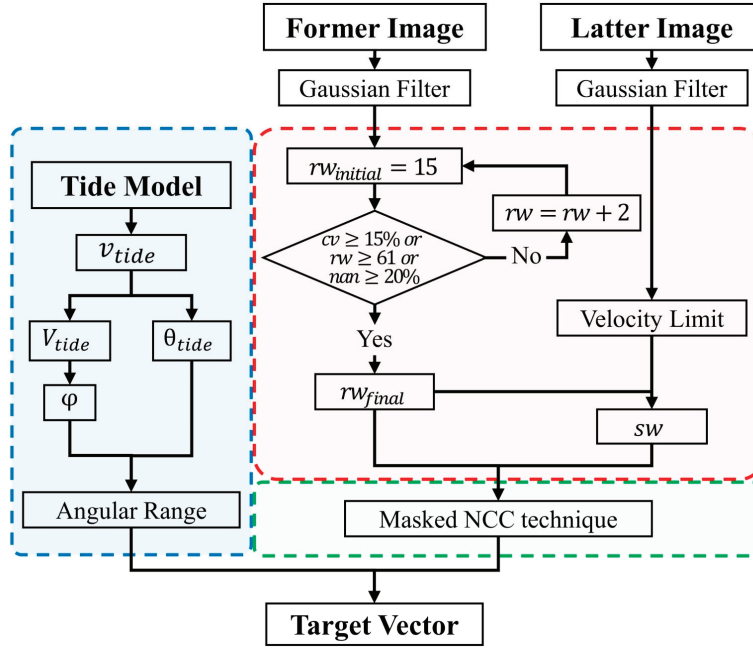 Former Image
Latter Image
Gaussian Filter
Gaussian Filter
Tide Model
v_tide
V_tide
θ_tide
φ
Angular Range
rw_initial = 15
cv ≥ 15% or
rw ≥ 61 or
nan ≥ 20%
No
rw = rw + 2
Yes
rw_final
Velocity Limit
sw
Masked NCC technique
Target Vector